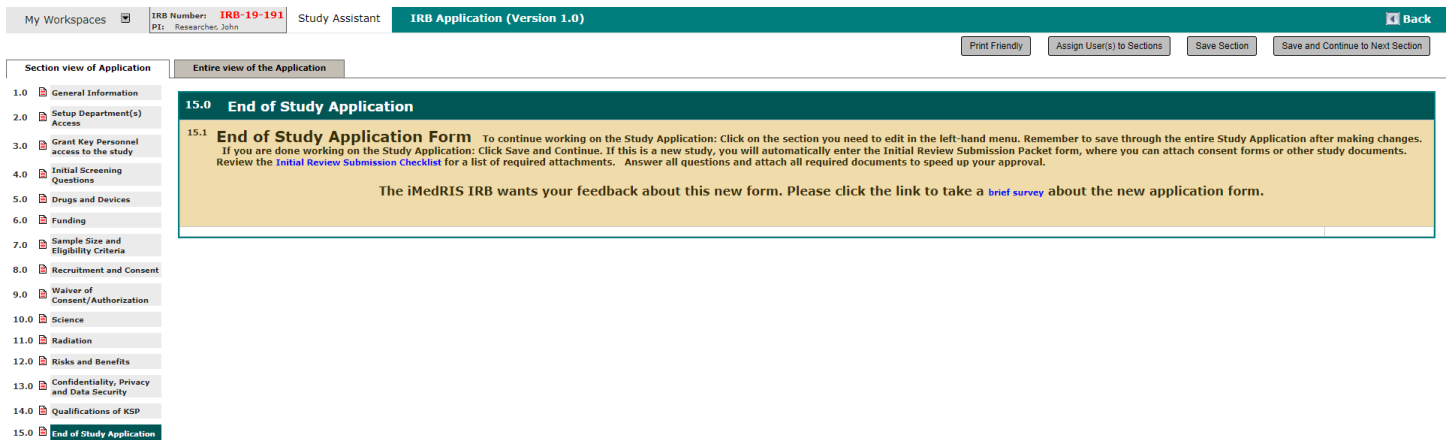 My Workspaces
IRB Number: IRB-19-191
PI: Researcher, John
Study Assistant
IRB Application (Version 1.0)
Back
Print Friendly
Assign User(s) to Sections
Save Section
Save and Continue to Next Section
Section view of Application
Entire view of the Application
1.0 General Information
2.0 Setup Department(s)
Access
3.0 Grant Key Personnel
access to the study
4.0 Initial Screening
Questions
5.0 Drugs and Devices
6.0 Funding
7.0 Sample Size and
Eligibility Criteria
8.0 Recruitment and Consent
9.0 Waiver of
Consent/Authorization
10.0 Science
11.0 Radiation
12.0 Risks and Benefits
13.0 Confidentiality, Privacy
and Data Security
14.0 Qualifications of KSP
15.0 End of Study Application
15.0 End of Study Application
15.1 End of Study Application Form To continue working on the Study Application: Click on the section you need to edit in the left-hand menu. Remember to save through the entire Study Application after making changes.
If you are done working on the Study Application: Click Save and Continue. If this is a new study, you will automatically enter the Initial Review Submission Packet form, where you can attach consent forms or other study documents.
Review the Initial Review Submission Checklist for a list of required attachments. Answer all questions and attach all required documents to speed up your approval.
The iMedRIS IRB wants your feedback about this new form. Please click the link to take a brief survey about the new application form.